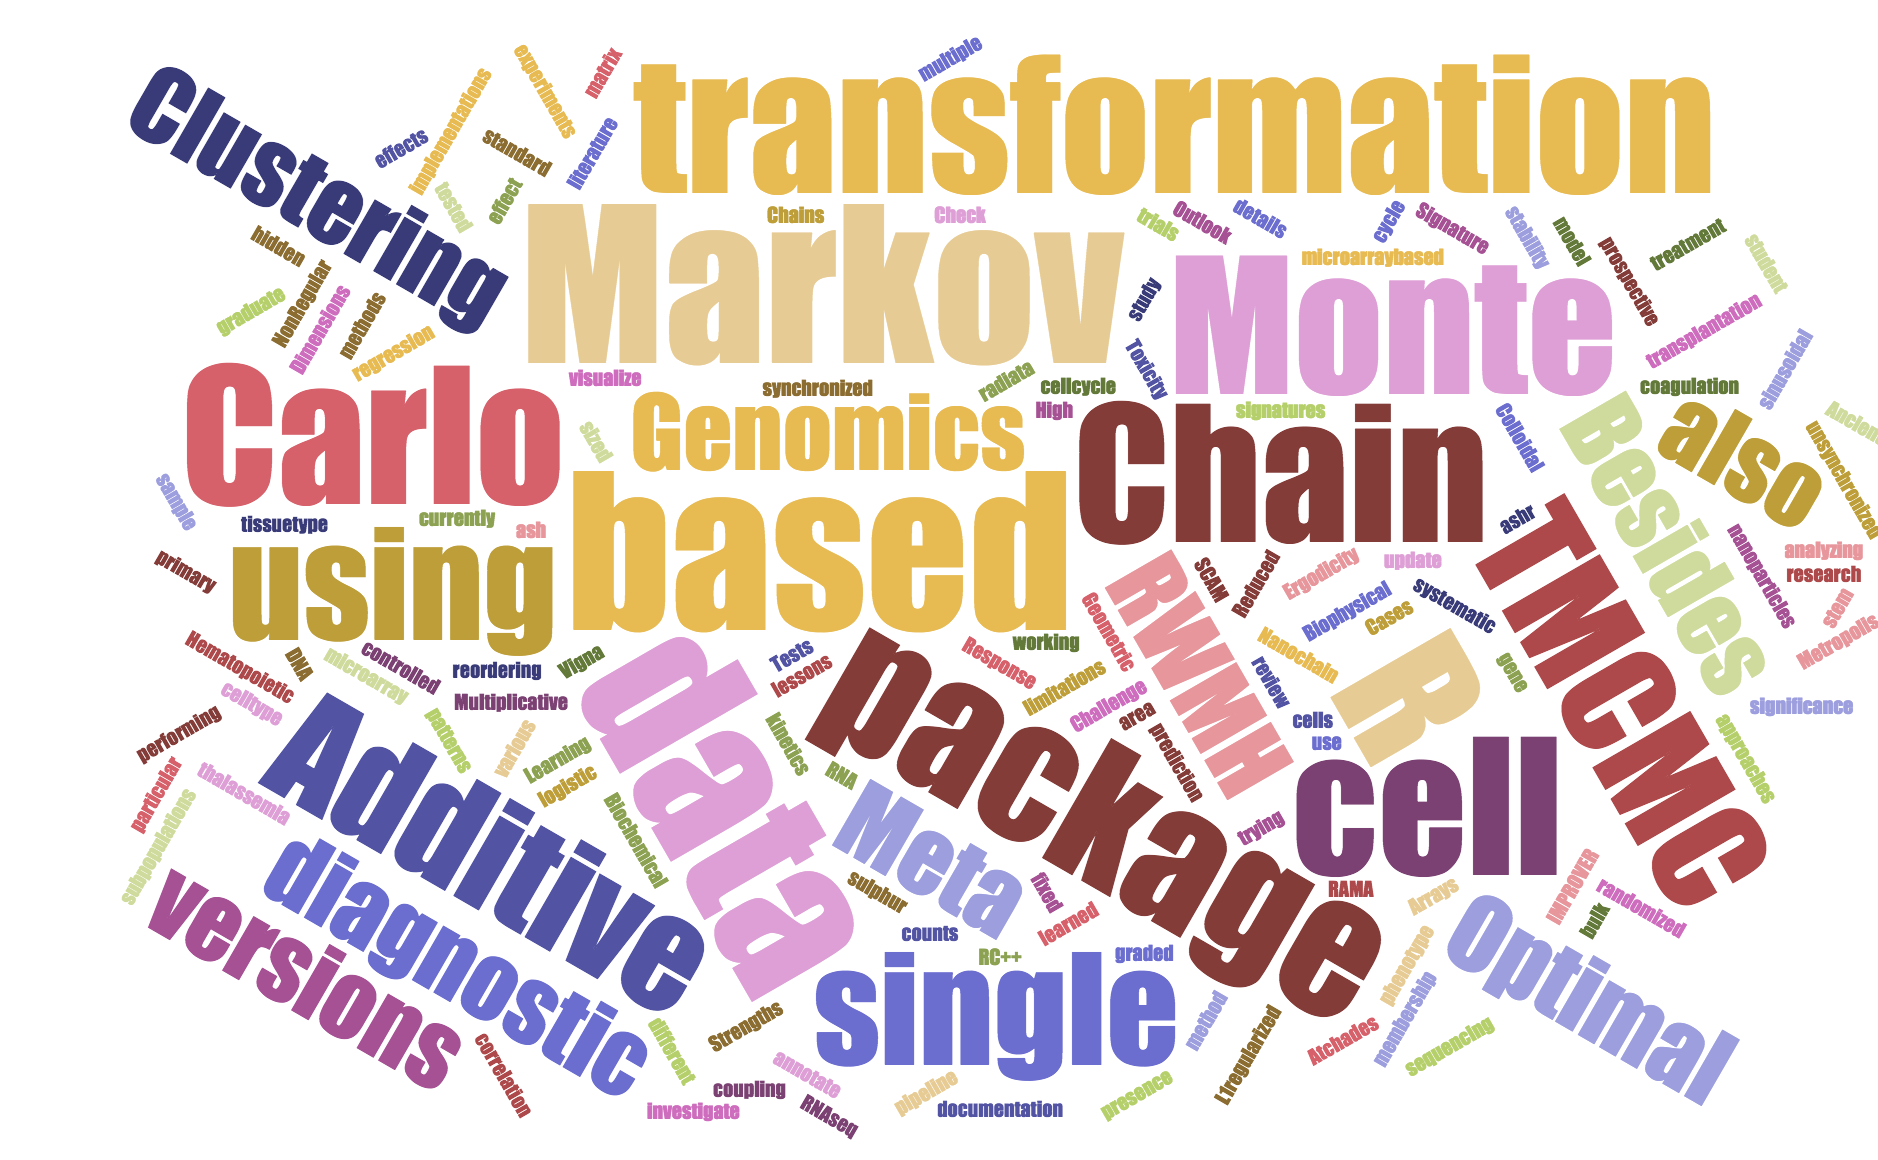 multiple
transformation
matrix
experiments
Implementations
Clustering
effects
standard
literature
tested
effect
Chains
Check
trials
Outlook
details
cycle
Signature
stability
model
prospective
treatment
student
hidden
NonRegular
Dimensions
methods
graduate
regression
Markov
microarraybased
Monte
study
transplantation
sinusoidal
Toxicity
visualize
synchronized
radiata
cellcycle
High
signatures
coagulation
Carlo
Genomics
sized
Chain
Colloidal
Besides
also
unsynchronized
sample
tissuetype
currently
ash
based
using
ashr
TMCMC
nanoparticles
analyzing
research
stem
Metropolis
primary
SCAM
Reduced
Ergodicity
update
Geometric
RWMH
Biophysical
Cases
systematic
working
Nanochain
R
gene
Hematopoietic
DNA
microarray
controlled
reordering
Vigna
Tests
lessons
Response
limitations
Challenge
review
celltype
Multiplicative
data
package
area
prediction
cells
use
significance
approaches
performing
patterns
various
Learning
logistic
kinetics
RNA
particular
thalassemia
Additive
Biochemical
Meta
cell
trying
subpopulations
diagnostic
versions
sulphur
fixed
learned
RAMA
Arrays
IMPROVER
randomized
bulk
Optimal
counts
RC++
graded
phenotype
membership
single
method
L1regularized
Atchades
sequencing
correlation
different
Strengths
annotate
coupling
investigate
RNAseq
pipeline
documentation
presence